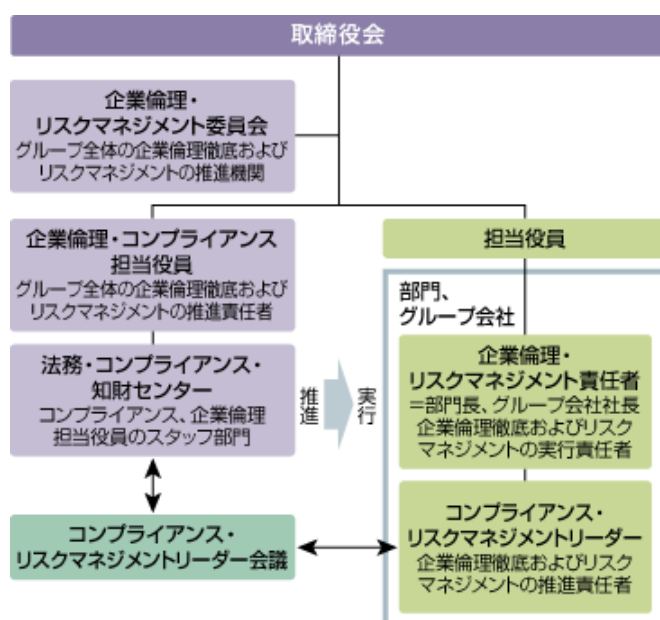 取締役会
企業倫理・
リスクマネジメント委員会
グループ全体の企業倫理徹底および
リスクマネジメントの推進機関
企業倫理・コンプライアンス
担当役員
グループ全体の企業倫理徹底および
リスクマネジメントの推進責任者
法務・コンプライアンス・
知財センター
コンプライアンス、企業倫理
担当役員のスタッフ部門
コンプライアンス・
リスクマネジメントリーダー会議
推進
実行
担当役員
部門、
グループ会社
企業倫理・
リスクマネジメント責任者
=部門長、グループ会社社長
企業倫理徹底およびリスク
マネジメントの実行責任者
コンプライアンス・
リスクマネジメントリーダー
企業倫理徹底およびリスク
マネジメントの推進責任者